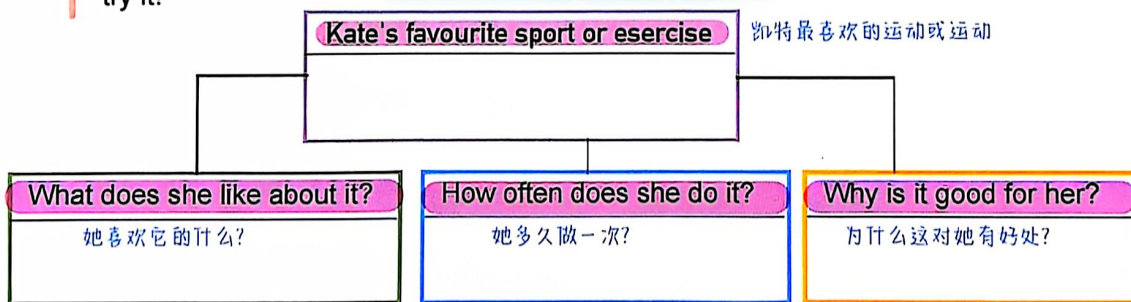 try it.
Kate's favourite sport or esercise 凯特最喜欢的运动或运动
What does she like about it? How often does she do it? Why is it good for her?
她喜欢它的什么? 她多久做一次? 为什么这对她有好处?